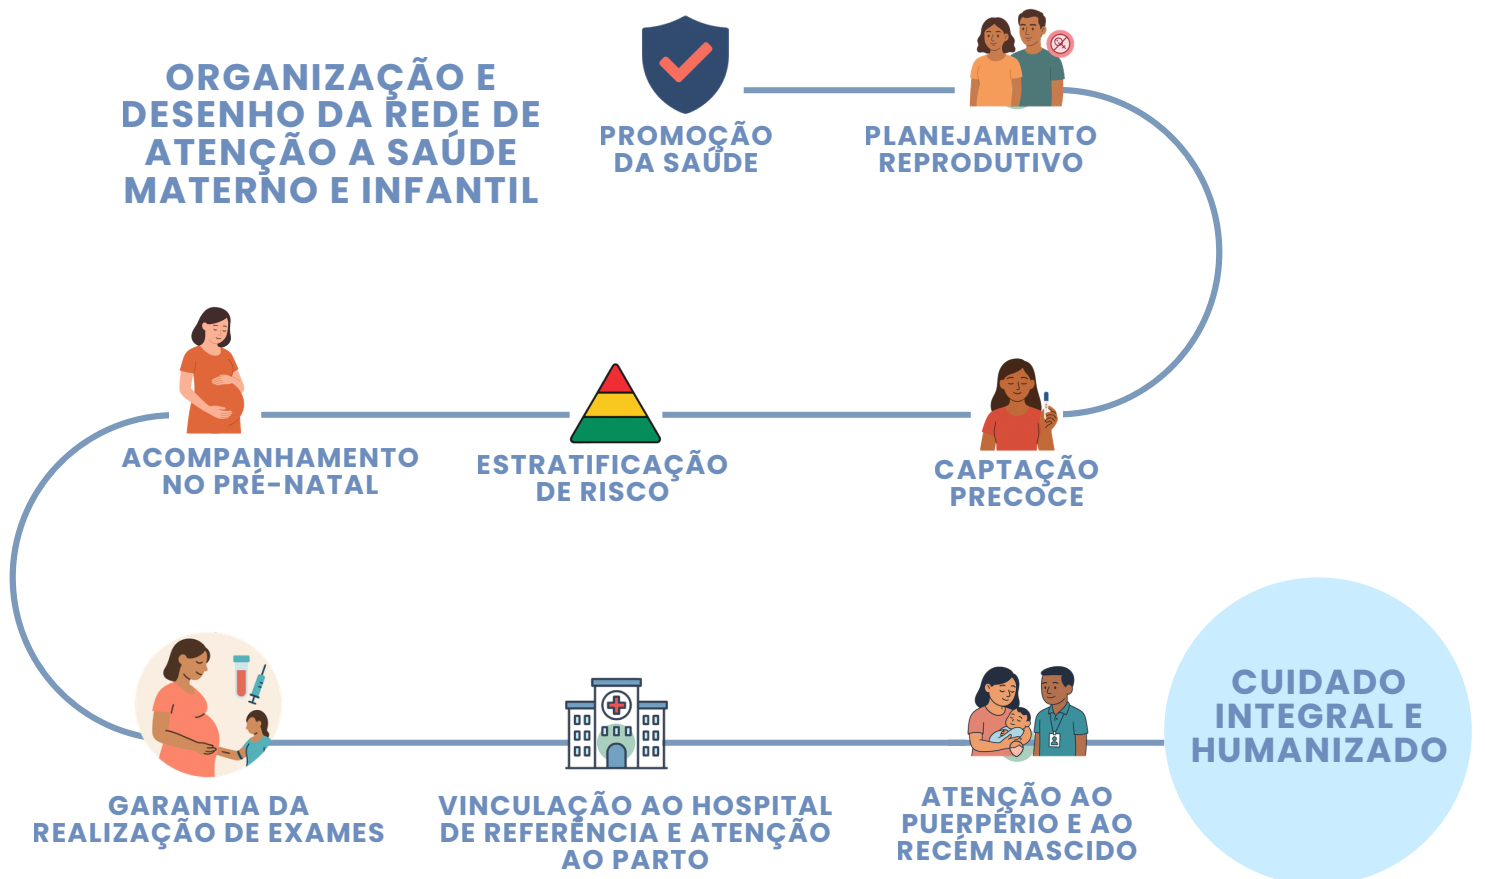 ORGANIZAÇÃO E
DESENHO DA REDE DE
ATENÇÃO A SAÚDE
MATERNO E INFANTIL
PROMOÇÃO
DA SAÚDE
PLANEJAMENTO
REPRODUTIVO
CAPTAÇÃO
PRECOCE
ESTRATIFICAÇÃO
DE RISCO
ACOMPANHAMENTO
NO PRÉ-NATAL
GARANTIA DA
REALIZAÇÃO DE EXAMES
VINCULAÇÃO AO HOSPITAL
DE REFERÊNCIA E ATENÇÃO
AO PARTO
ATENÇÃO AO
PUERPÉRIO E AO
RECÉM NASCIDO
CUIDADO
INTEGRAL E
HUMANIZADO